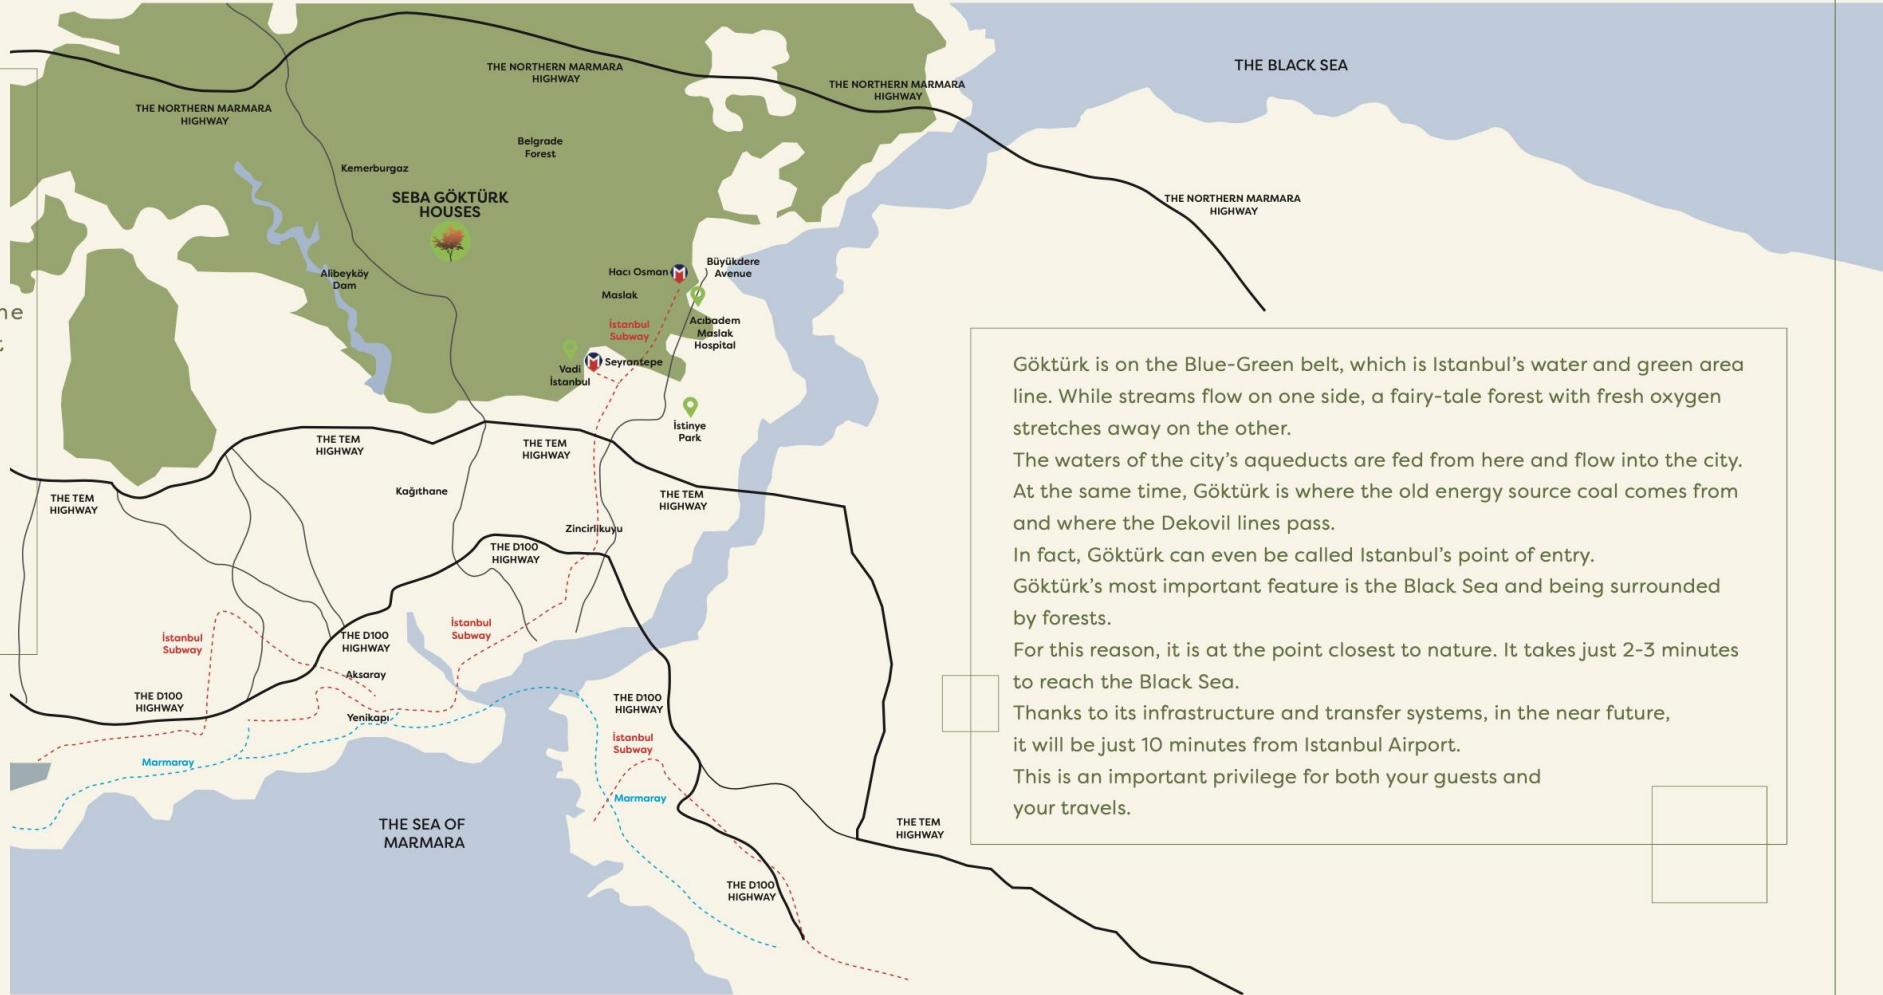 THE BLACK SEA
THE NORTHERN MARMARA
HIGHWAY
THE NORTHERN MARMARA
HIGHWAY
THE NORTHERN MARMARA
HIGHWAY
Belgrade
Forest
Kemerburgaz
SEBA GÖKTÜRK
HOUSES
THE NORTHERN MARMARA
HIGHWAY
Alibeyköy
Dam
Hacı Osman
Büyükdere
Avenue
Maslak
İstanbul
Subway
Acıbadem
Maslak
Hospital
Vadi
İstanbul
Seyrantepe
İstinye
Park
THE TEM
HIGHWAY
THE TEM
HIGHWAY
THE TEM
HIGHWAY
THE TEM
HIGHWAY
Kağıthane
Zincirlikuyu
THE D100
HIGHWAY
İstanbul
Subway
İstanbul
Subway
THE D100
HIGHWAY
Aksaray
THE D100
HIGHWAY
Yenikapı
THE D100
HIGHWAY
İstanbul
Subway
Marmaray
Marmaray
THE SEA OF
MARMARA
THE TEM
HIGHWAY
THE D100
HIGHWAY
Göktürk is on the Blue-Green belt, which is Istanbul’s water and green area
line. While streams flow on one side, a fairy-tale forest with fresh oxygen
stretches away on the other.
The waters of the city’s aqueducts are fed from here and flow into the city.
At the same time, Göktürk is where the old energy source coal comes from
and where the Dekovil lines pass.
In fact, Göktürk can even be called Istanbul’s point of entry.
Göktürk’s most important feature is the Black Sea and being surrounded
by forests.
For this reason, it is at the point closest to nature. It takes just 2-3 minutes
to reach the Black Sea.
Thanks to its infrastructure and transfer systems, in the near future,
it will be just 10 minutes from Istanbul Airport.
This is an important privilege for both your guests and
your travels.